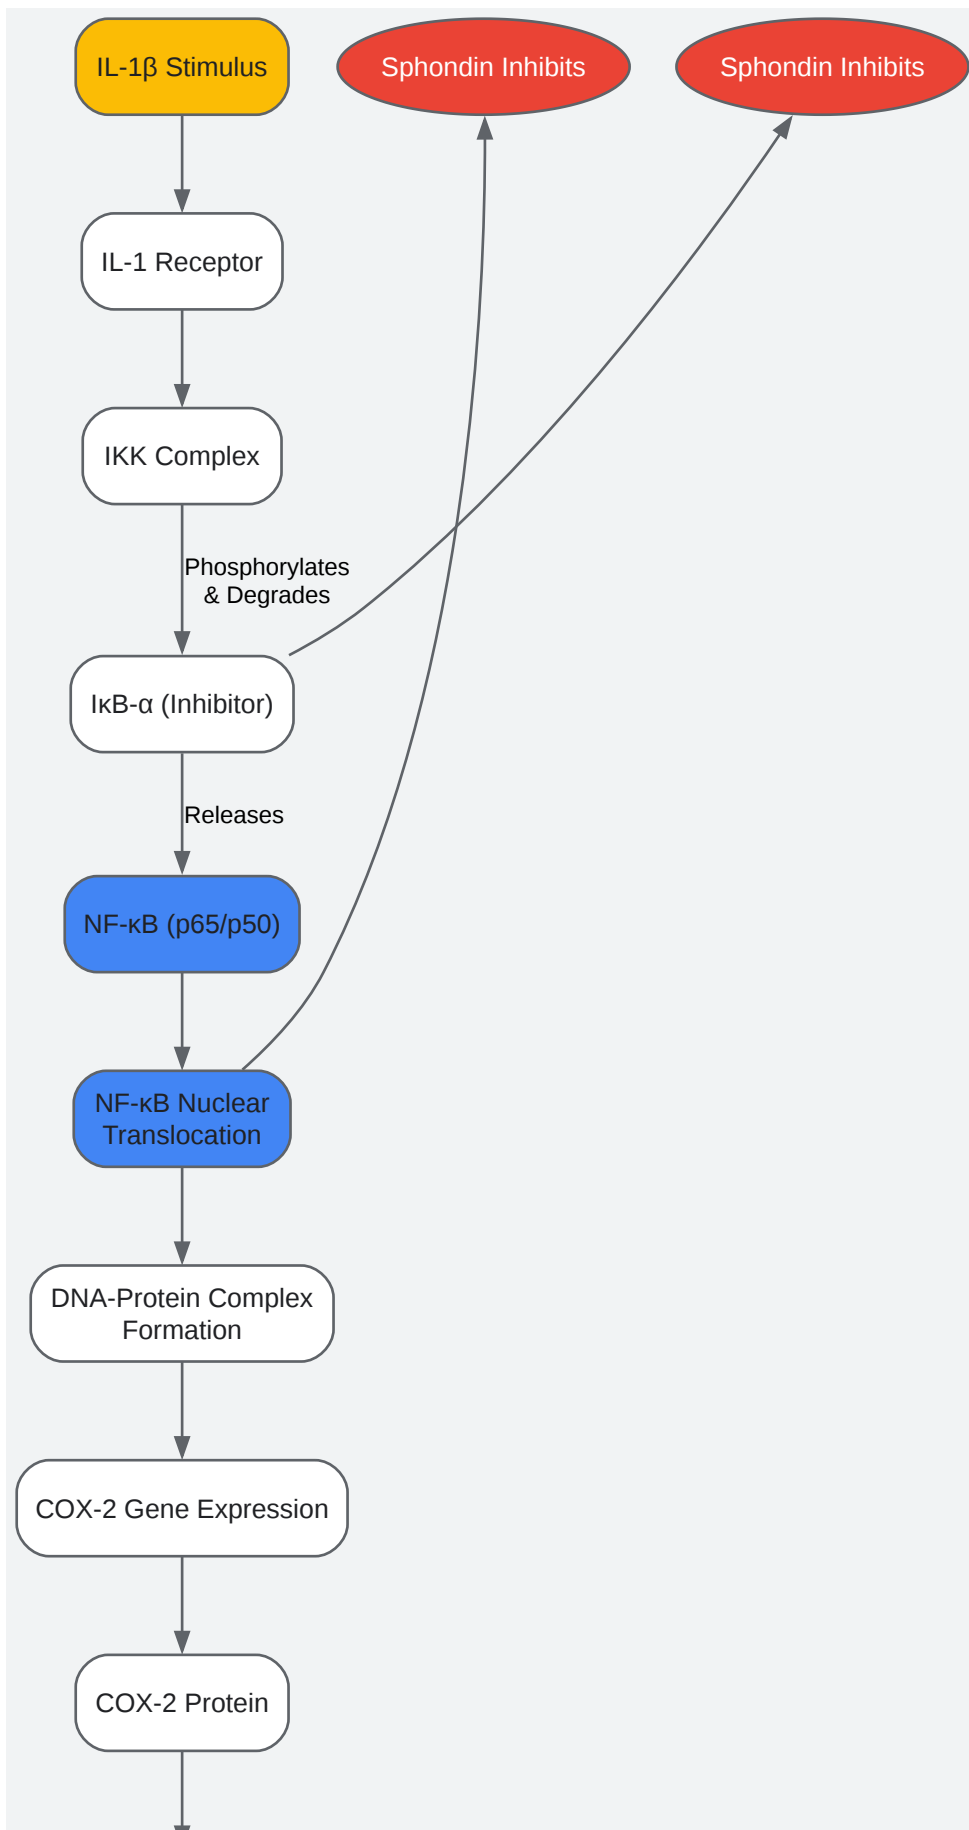 IL-1β Stimulus
Sphondin Inhibits
Sphondin Inhibits
IL-1 Receptor
IKK Complex
Phosphorylates
& Degrades
IκB-α (Inhibitor)
Releases
NF-κB (p65/p50)
NF-κB Nuclear
Translocation
DNA-Protein Complex
Formation
COX-2 Gene Expression
COX-2 Protein